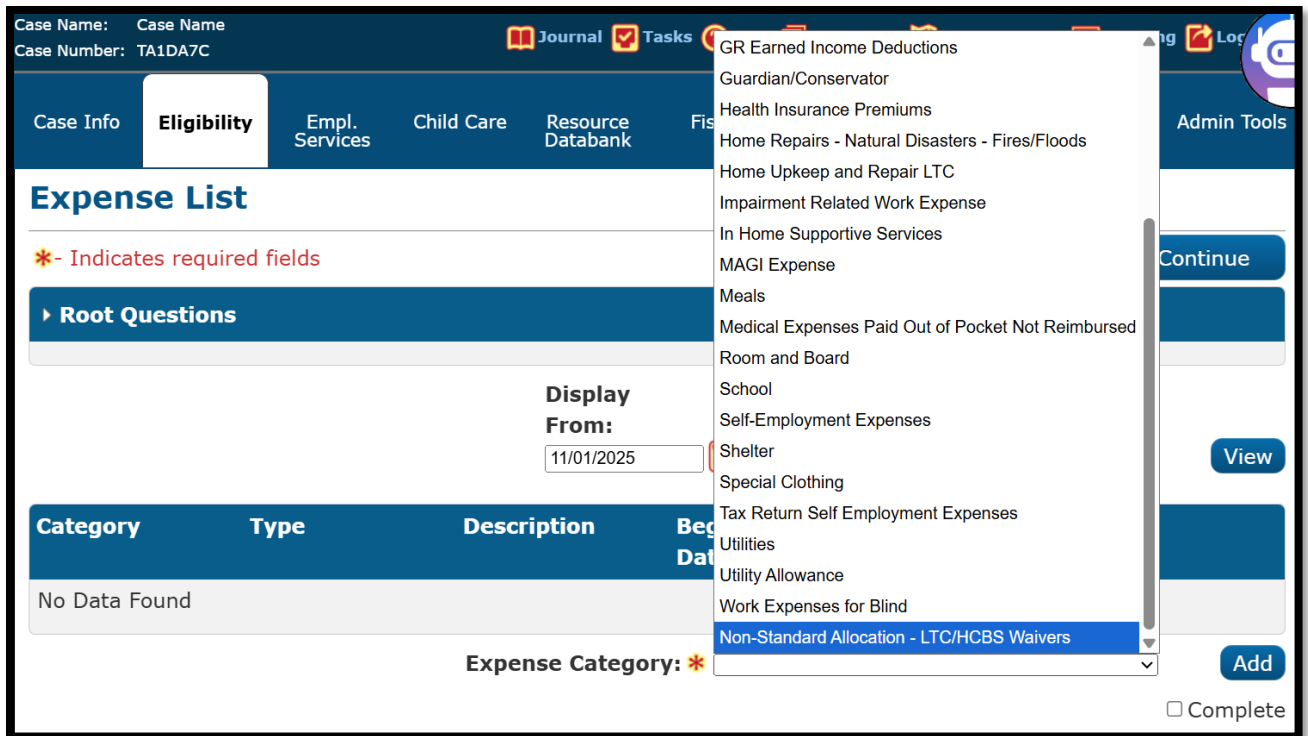 Case Name: Case Name
Case Number: TA1DA7C
Journal Tasks
Case Info Eligibility Empl. Services Child Care Resource Databank Admin Tools
Expense List
- Indicates required fields
Continue
Root Questions
Display
From:
11/01/2025
View
Category Type Description
No Data Found
GR Earned Income Deductions
Guardian/Conservator
Health Insurance Premiums
Home Repairs - Natural Disasters - Fires/Floods
Home Upkeep and Repair LTC
Impairment Related Work Expense
In Home Supportive Services
MAGI Expense
Meals
Medical Expenses Paid Out of Pocket Not Reimbursed
Room and Board
School
Self-Employment Expenses
Shelter
Special Clothing
Tax Return Self Employment Expenses
Utilities
Utility Allowance
Work Expenses for Blind
Non-Standard Allocation - LTC/HCBS Waivers
Expense Category: Add
Complete